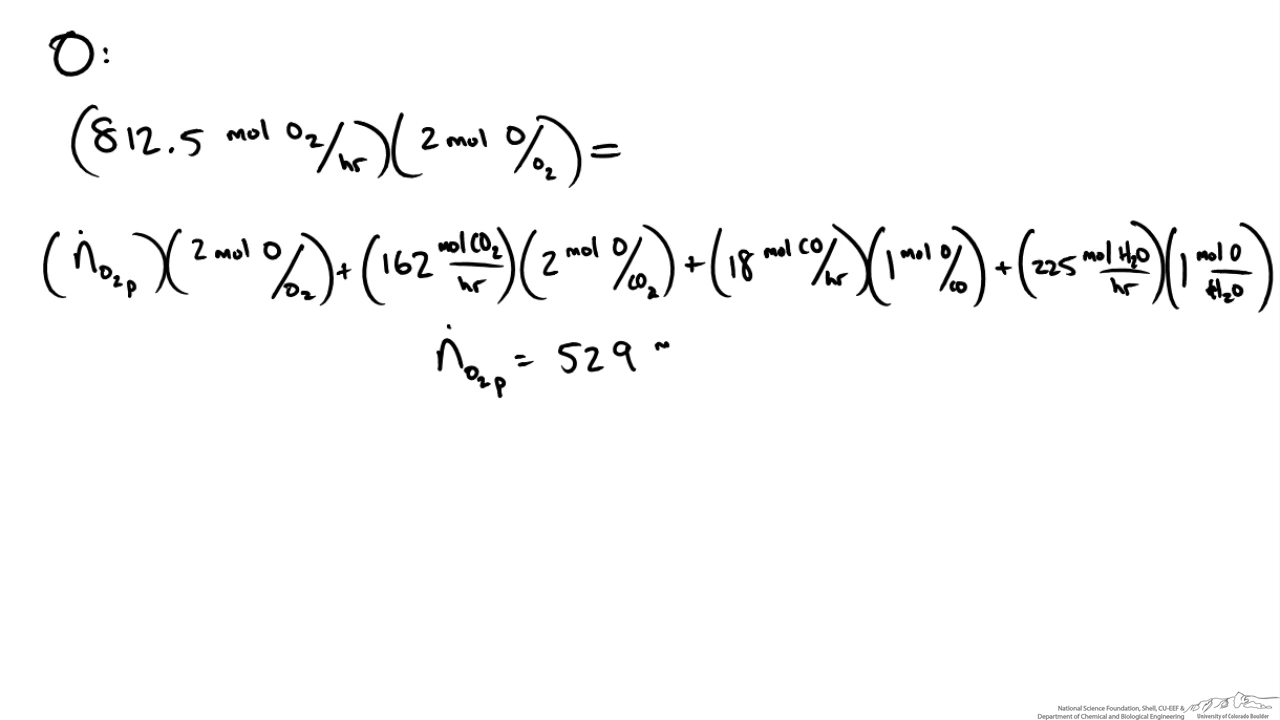 O:
(812.5 mol O₂/hr)(2 mol O/O₂) =
(ṅO₂p)(2 mol O/O₂) + (162 mol CO₂/hr)(2 mol O/CO₂) + (18 mol CO/hr)(1 mol O/CO) + (225 mol H₂O/hr)(1 mol O/H₂O)
ṅO₂p = 529
National Science Foundation, Shell, CU-EEF &
Department of Chemical and Biological Engineering
University of Colorado Boulder